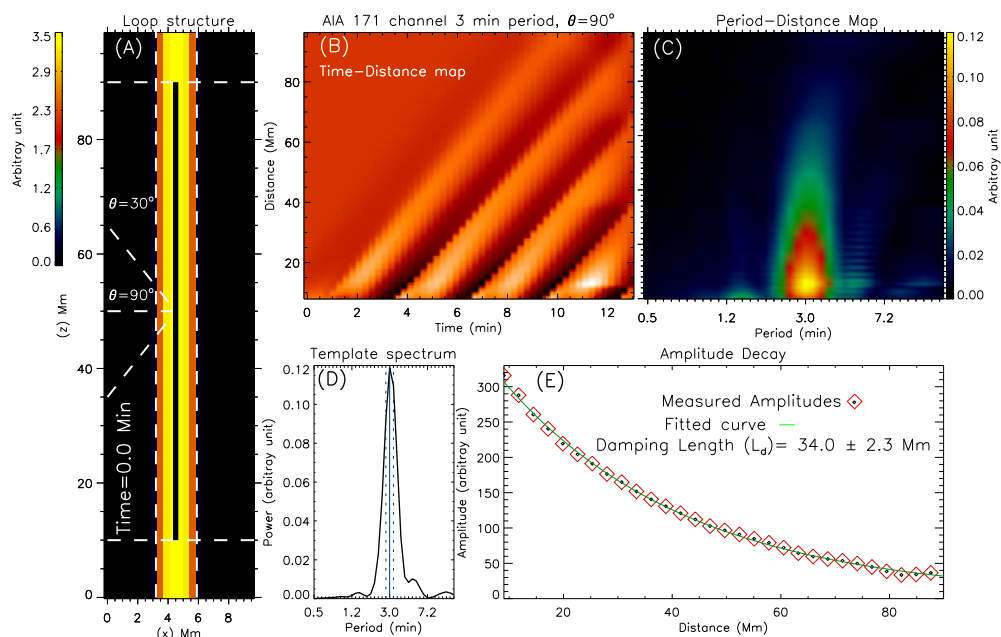 Loop structure
(A)
3.5
2.9
2.3
1.7
1.2
0.6
0.0
Arbitray unit
θ=30°
θ=90°
Time=0.0 Min
80
60
40
20
0
(z) Mm
0 2 4 6 8
(x) Mm
AIA 171 channel 3 min period, θ=90°
(B)
Time−Distance map
80
60
40
20
Distance (Mm)
0 2 4 6 8 10 12
Time (min)
Period−Distance Map
(C)
0.5 1.2 3.0 7.2
Period (min)
0.12
0.10
0.08
0.06
0.04
0.02
0.00
Arbitray unit
Template spectrum
(D)
0.12
0.10
0.08
0.06
0.04
0.02
0.00
Power (arbitray unit)
0.5 1.2 3.0 7.2
Period (min)
Amplitude Decay
(E)
Measured Amplitudes
Fitted curve
Damping Length (Ld)= 34.0 ± 2.3 Mm
300
250
200
150
100
50
0
Amplitude (arbitray unit)
20 40 60 80
Distance (Mm)